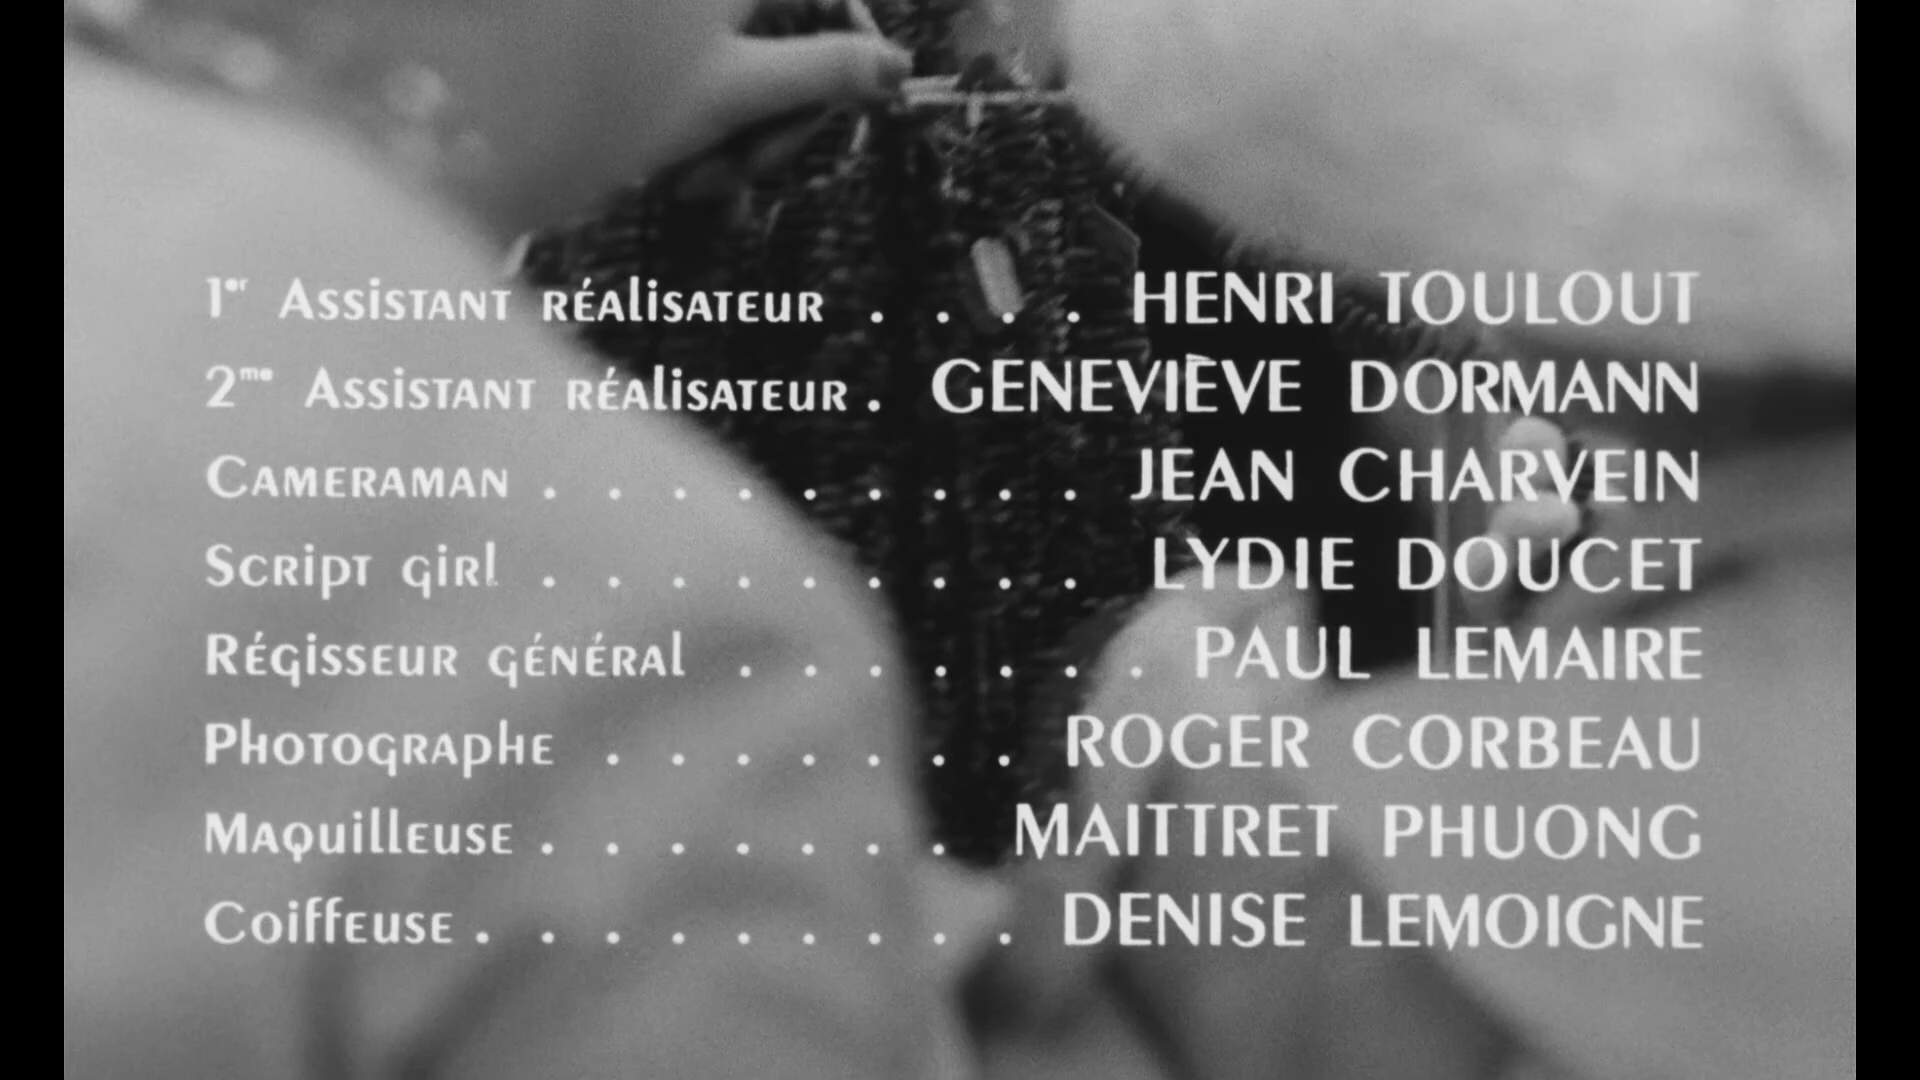 1er Assistant réalisateur . . . . HENRI TOULOUT
2me Assistant réalisateur . GENEVIÈVE DORMANN
Cameraman . . . . . . . . . JEAN CHARVEIN
Script girl . . . . . . . . . LYDIE DOUCET
Régisseur général . . . . . . . PAUL LEMAIRE
Photographe . . . . . . . ROGER CORBEAU
Maquilleuse . . . . . . . MAITTRET PHUONG
Coiffeuse . . . . . . . . . DENISE LEMOIGNE